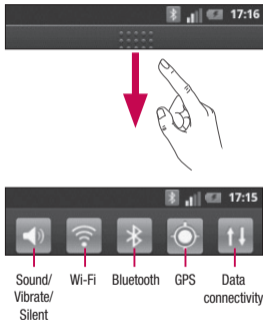 17:16
17:15
Sound/
Vibrate/
Silent
Wi-Fi
Bluetooth
GPS
Data
connectivity